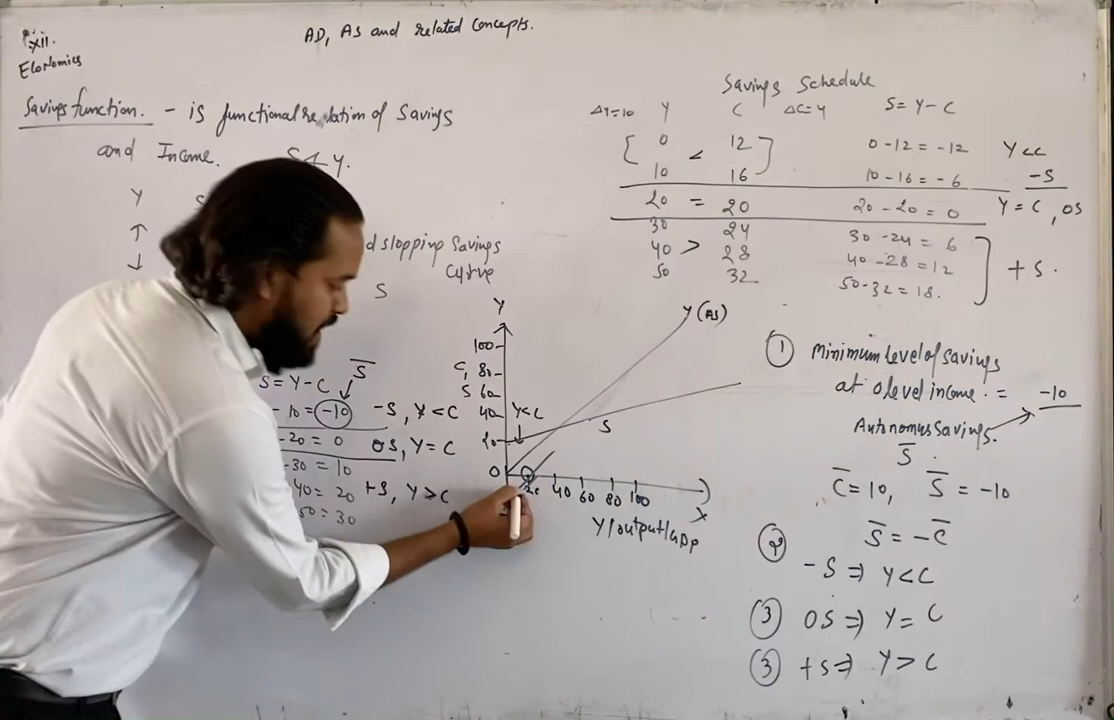 xii.
Economics
AD, AS and related Concepts.
Savings function. - is functional relation of Savings
and Income.
Y
↑
↓
slopping Savings
Curve
S
S = Y - C
S̅
- 10 = -10 -S, Y < C
-20 = 0 0S, Y = C
-30 = 10
40 = 20 +S, Y > C
50 = 30
Y
100
C, 80
S 60
40
20
0
Y<C
S
Y (AS)
40 60 80 100
X
Y/output/GDP
Savings Schedule
ΔY=10 Y C ΔC=4 S = Y - C
0 < 12 0-12 = -12 Y<C
10 16 10-16 = -6 -S
20 = 20 20-20 = 0 Y = C, 0S
30 24 30-24 = 6
40 > 28 40-28 = 12 +S.
50 32 50-32 = 18.
① Minimum level of savings
at 0 level income. = -10
Autonomus Savings.
S̅
C̅ = 10, S̅ = -10
S̅ = -C̅
-S ⇒ Y<C
③ 0S ⇒ Y = C
③ +S ⇒ Y > C